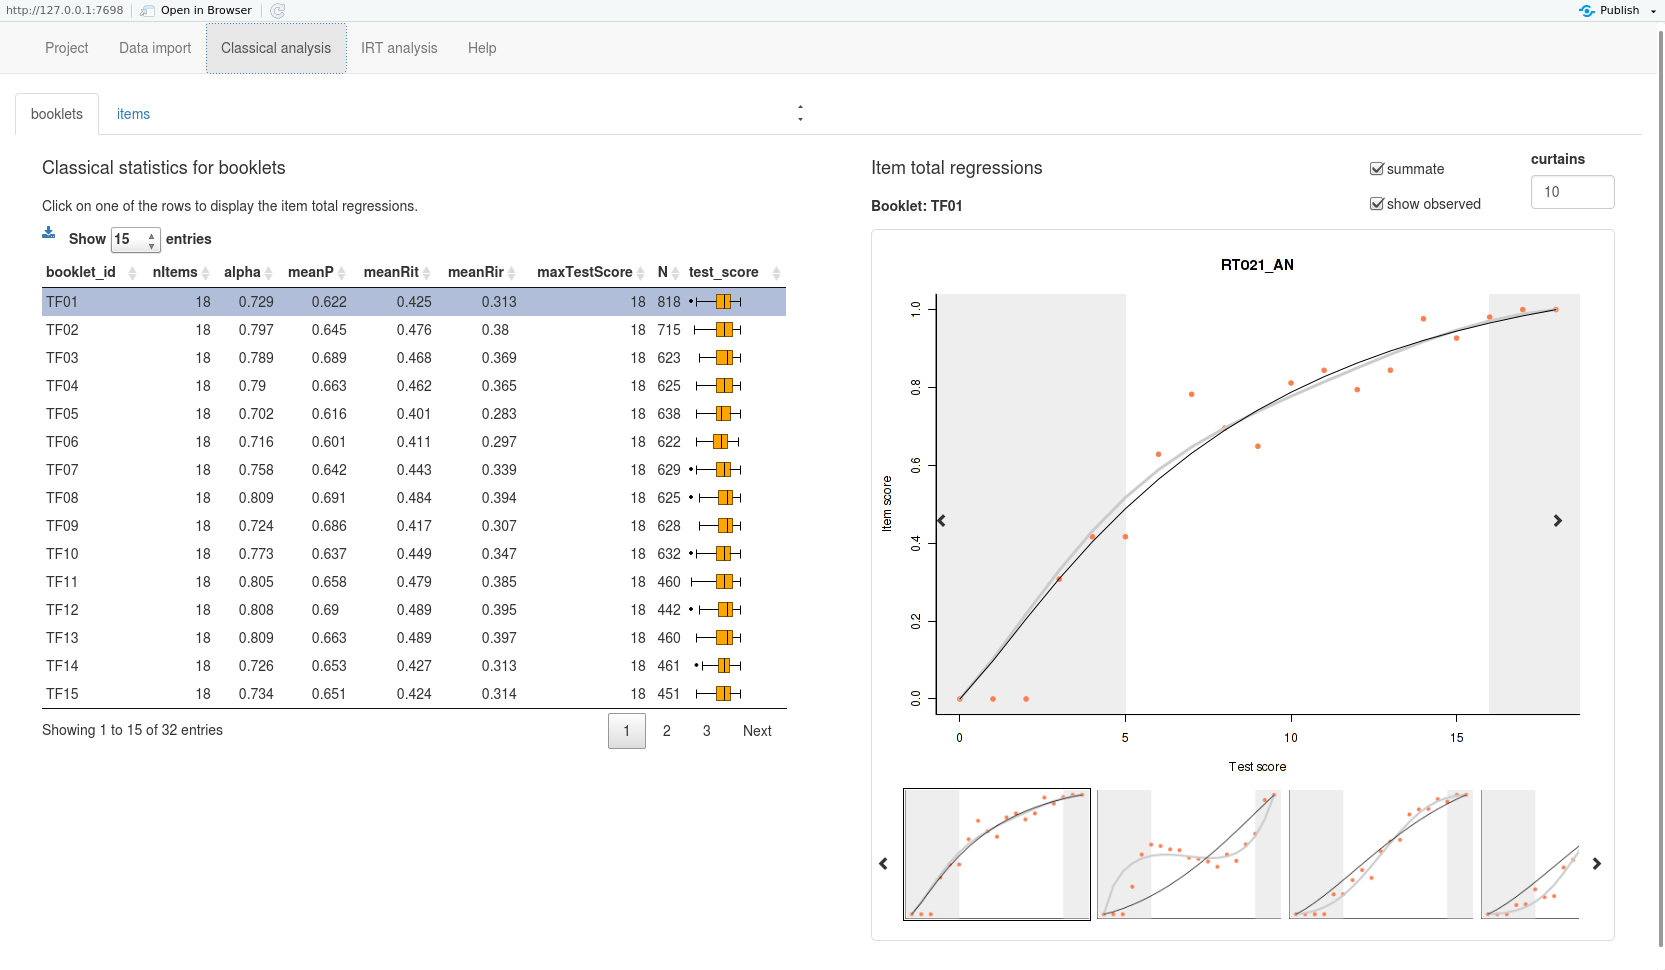 http://127.0.0.1:7698 Open in Browser Publish
Project Data import Classical analysis IRT analysis Help
booklets items
Classical statistics for booklets
Click on one of the rows to display the item total regressions.
Show 15 entries
booklet_id nItems alpha meanP meanRit meanRir maxTestScore N test_score
TF01 18 0.729 0.622 0.425 0.313 18 818
TF02 18 0.797 0.645 0.476 0.38 18 715
TF03 18 0.789 0.689 0.468 0.369 18 623
TF04 18 0.79 0.663 0.462 0.365 18 625
TF05 18 0.702 0.616 0.401 0.283 18 638
TF06 18 0.716 0.601 0.411 0.297 18 622
TF07 18 0.758 0.642 0.443 0.339 18 629
TF08 18 0.809 0.691 0.484 0.394 18 625
TF09 18 0.724 0.686 0.417 0.307 18 628
TF10 18 0.773 0.637 0.449 0.347 18 632
TF11 18 0.805 0.658 0.479 0.385 18 460
TF12 18 0.808 0.69 0.489 0.395 18 442
TF13 18 0.809 0.663 0.489 0.397 18 460
TF14 18 0.726 0.653 0.427 0.313 18 461
TF15 18 0.734 0.651 0.424 0.314 18 451
Showing 1 to 15 of 32 entries 1 2 3 Next
Item total regressions
Booklet: TF01
summate
show observed
curtains
10
RT021_AN
Item score
1.0
0.8
0.6
0.4
0.2
0.0
0 5 10 15
Test score